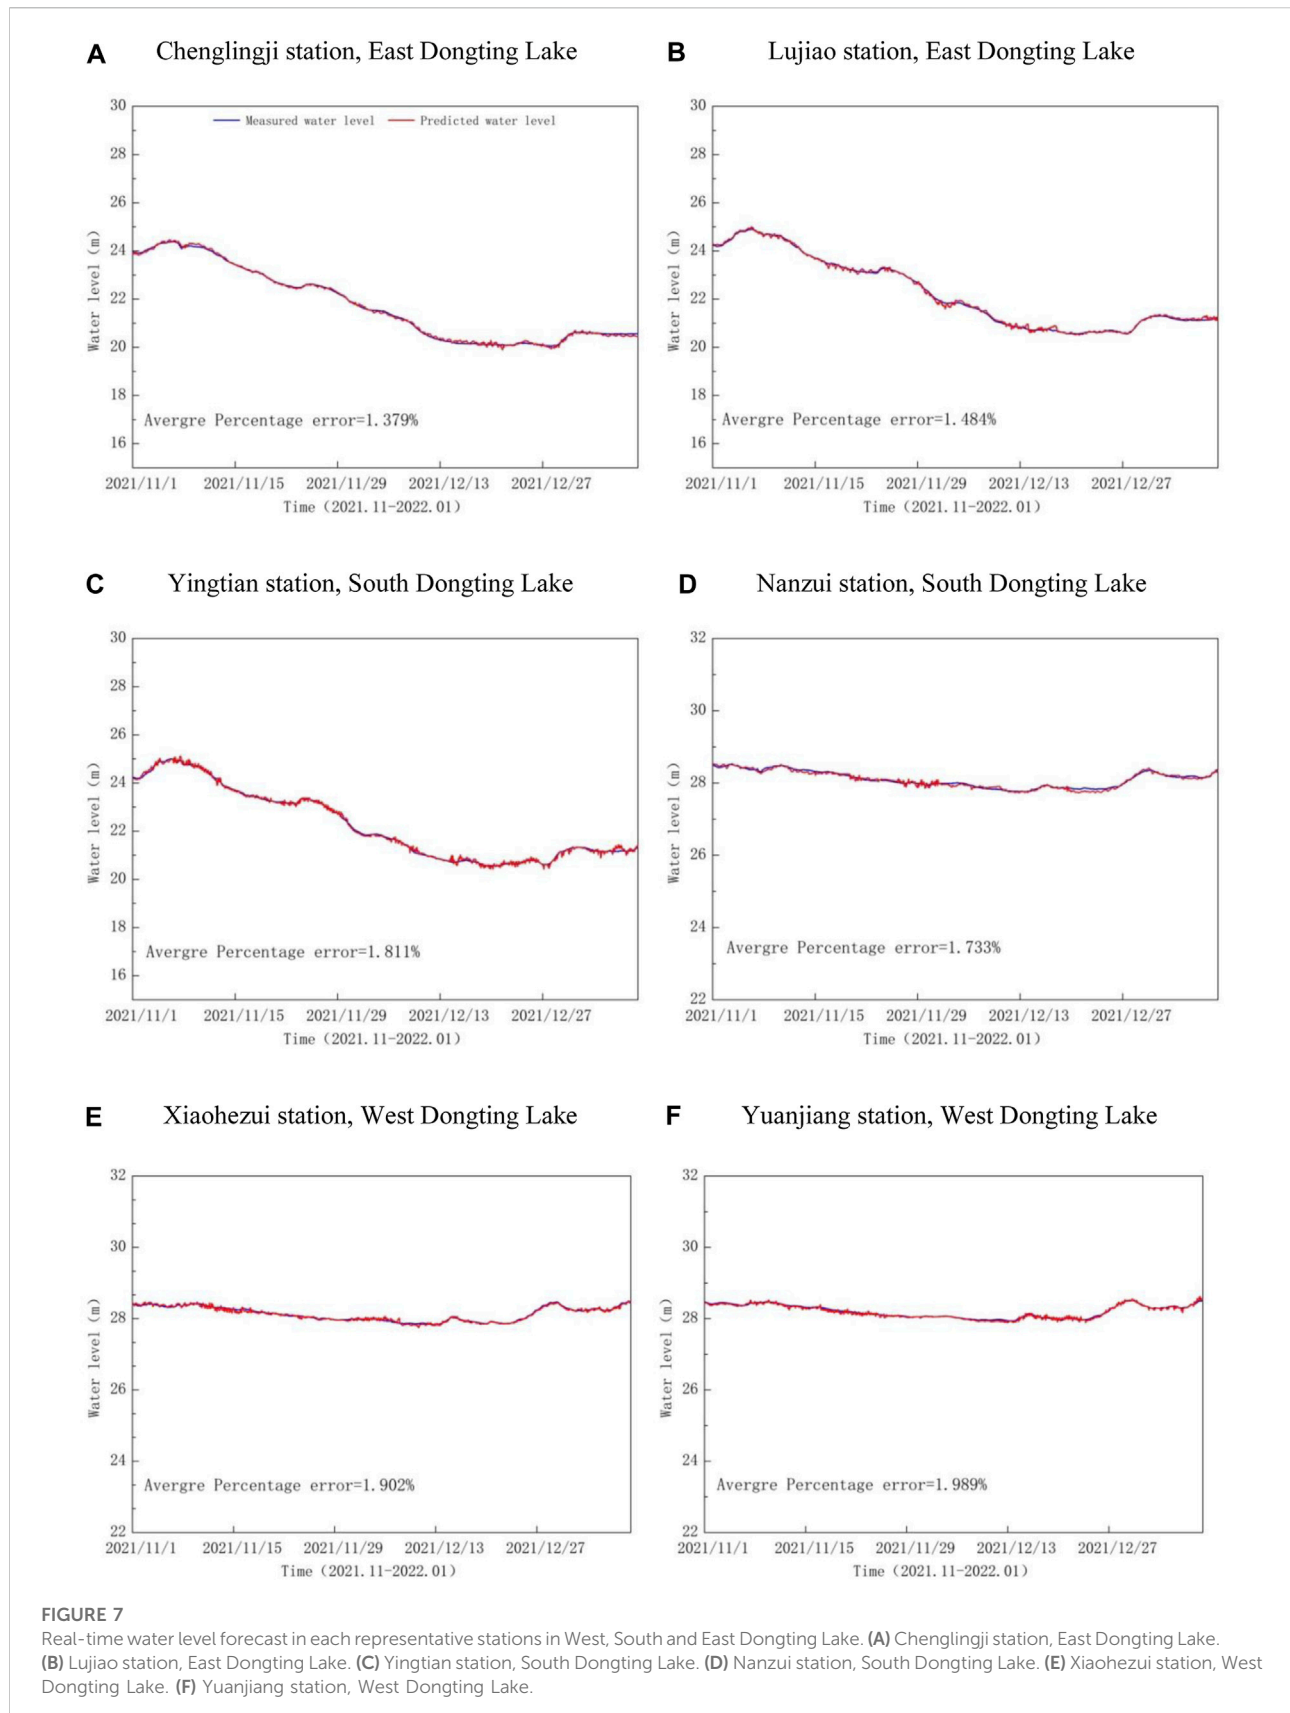 A Chenglingji station, East Dongting Lake
30
28
26
24
22
20
18
16
Water level (m)
Measured water level Predicted water level
Avergre Percentage error=1.379%
2021/11/1 2021/11/15 2021/11/29 2021/12/13 2021/12/27
Time (2021.11-2022.01)
B Lujiao station, East Dongting Lake
30
28
26
24
22
20
18
16
Water level (m)
Avergre Percentage error=1.484%
2021/11/1 2021/11/15 2021/11/29 2021/12/13 2021/12/27
Time (2021.11-2022.01)
C Yingtian station, South Dongting Lake
30
28
26
24
22
20
18
16
Water level (m)
Avergre Percentage error=1.811%
2021/11/1 2021/11/15 2021/11/29 2021/12/13 2021/12/27
Time (2021.11-2022.01)
D Nanzui station, South Dongting Lake
32
30
28
26
24
22
Water level (m)
Avergre Percentage error=1.733%
2021/11/1 2021/11/15 2021/11/29 2021/12/13 2021/12/27
Time (2021.11-2022.01)
E Xiaohezui station, West Dongting Lake
32
30
28
26
24
22
Water level (m)
Avergre Percentage error=1.902%
2021/11/1 2021/11/15 2021/11/29 2021/12/13 2021/12/27
Time (2021.11-2022.01)
F Yuanjiang station, West Dongting Lake
32
30
28
26
24
22
Water level (m)
Avergre Percentage error=1.989%
2021/11/1 2021/11/15 2021/11/29 2021/12/13 2021/12/27
Time (2021.11-2022.01)
FIGURE 7
Real-time water level forecast in each representative stations in West, South and East Dongting Lake. (A) Chenglingji station, East Dongting Lake.
(B) Lujiao station, East Dongting Lake. (C) Yingtian station, South Dongting Lake. (D) Nanzui station, South Dongting Lake. (E) Xiaohezui station, West
Dongting Lake. (F) Yuanjiang station, West Dongting Lake.